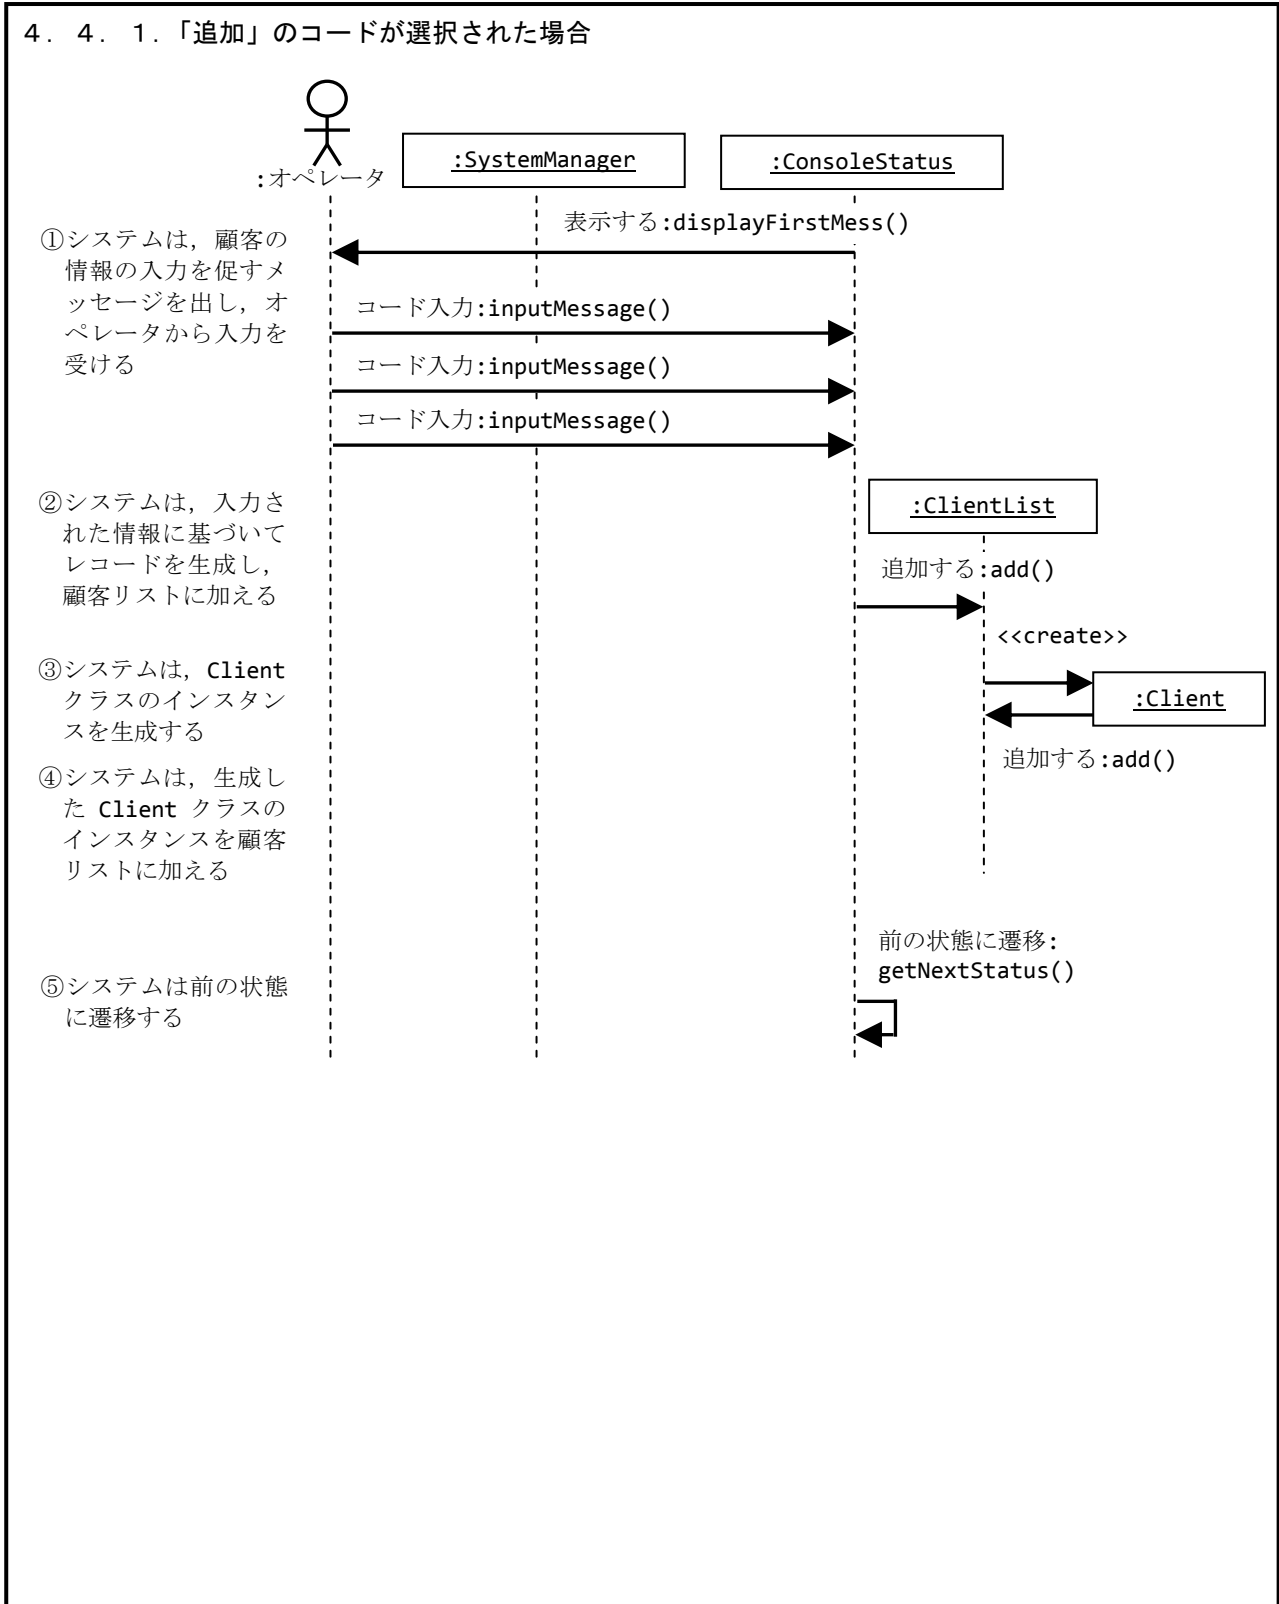 ４．４．１．「追加」のコードが選択された場合
:オペレータ
:SystemManager
:ConsoleStatus
表示する:displayFirstMess()
①システムは，顧客の
情報の入力を促すメ
ッセージを出し，オ
ペレータから入力を
受ける
コード入力:inputMessage()
コード入力:inputMessage()
コード入力:inputMessage()
②システムは，入力さ
れた情報に基づいて
レコードを生成し，
顧客リストに加える
:ClientList
追加する:add()
<<create>>
③システムは，Client
クラスのインスタン
スを生成する
:Client
追加する:add()
④システムは，生成し
た Client クラスの
インスタンスを顧客
リストに加える
前の状態に遷移:
getNextStatus()
⑤システムは前の状態
に遷移する